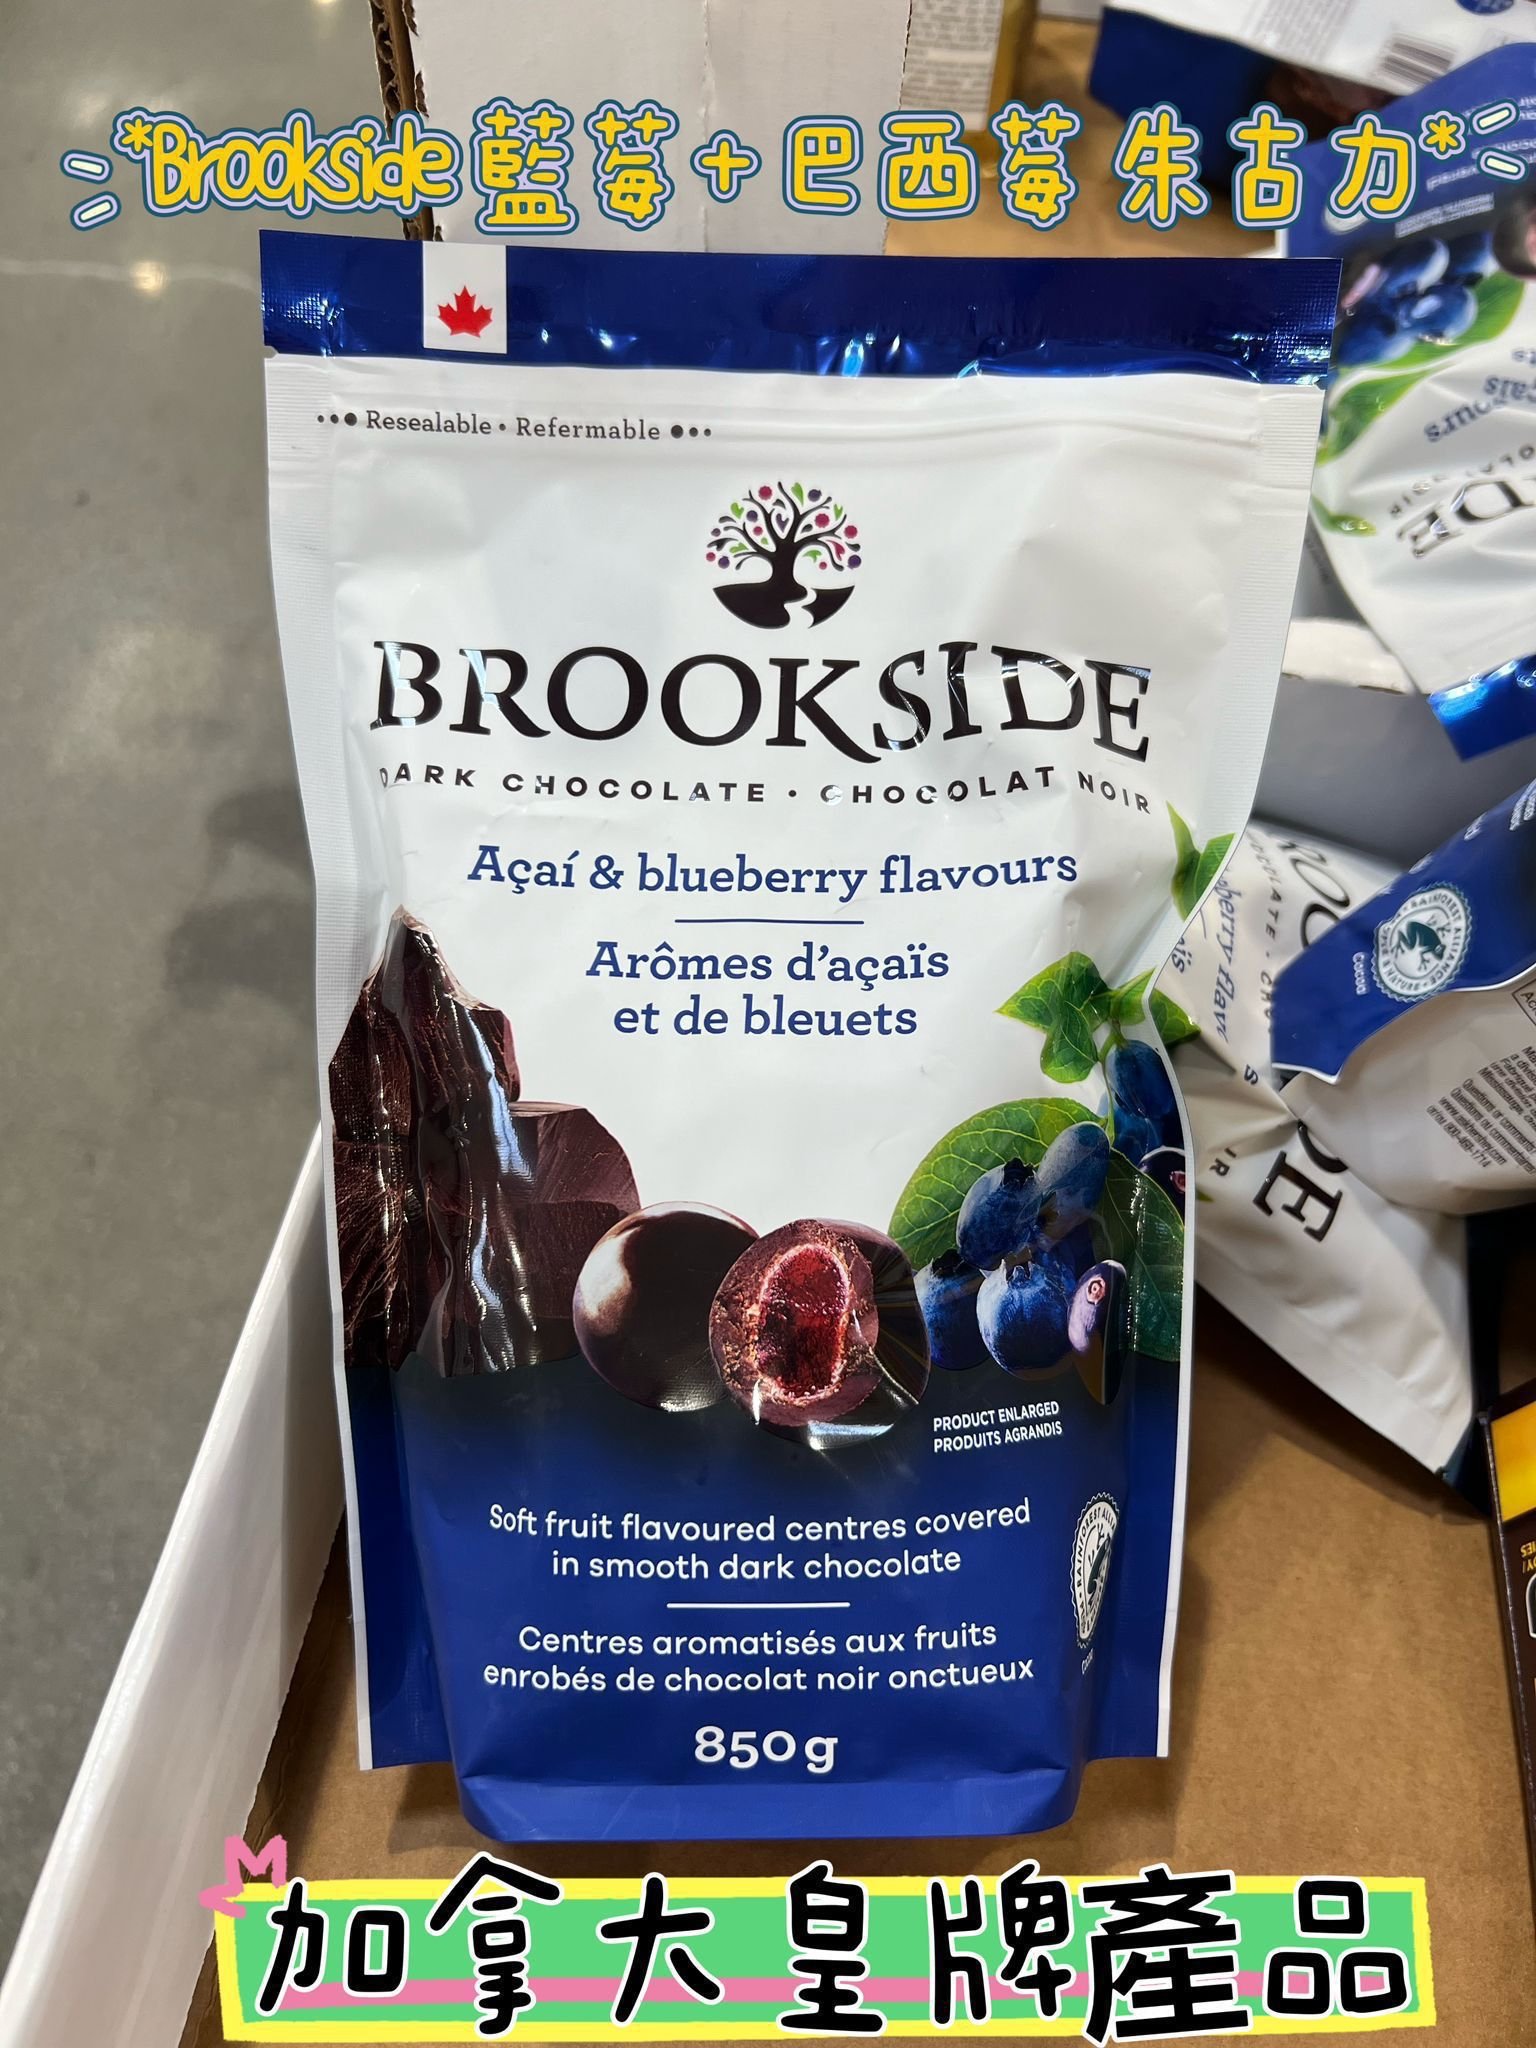 *Brookside 藍莓+巴西莓 朱古力*
•••Resealable • Refermable•••
BROOKSIDE
DARK CHOCOLATE • CHOCOLAT NOIR
Açaí & blueberry flavours
Arômes d'açaïs
et de bleuets
PRODUCT ENLARGED
PRODUITS AGRANDIS
Soft fruit flavoured centres covered
in smooth dark chocolate
Centres aromatisés aux fruits
enrobés de chocolat noir onctueux
850g
加拿大皇牌產品